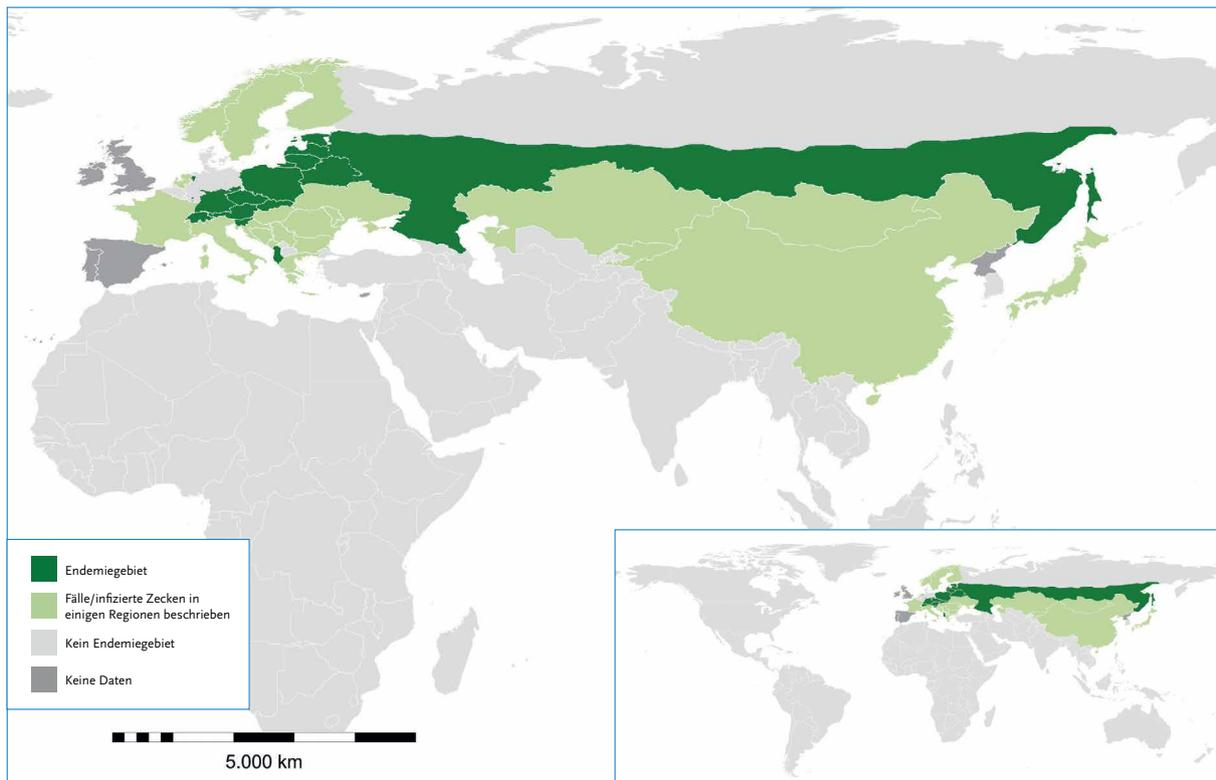 Endemiegebiet
Fälle/infizierte Zecken in
einigen Regionen beschrieben
Kein Endemiegebiet
Keine Daten
5.000 km